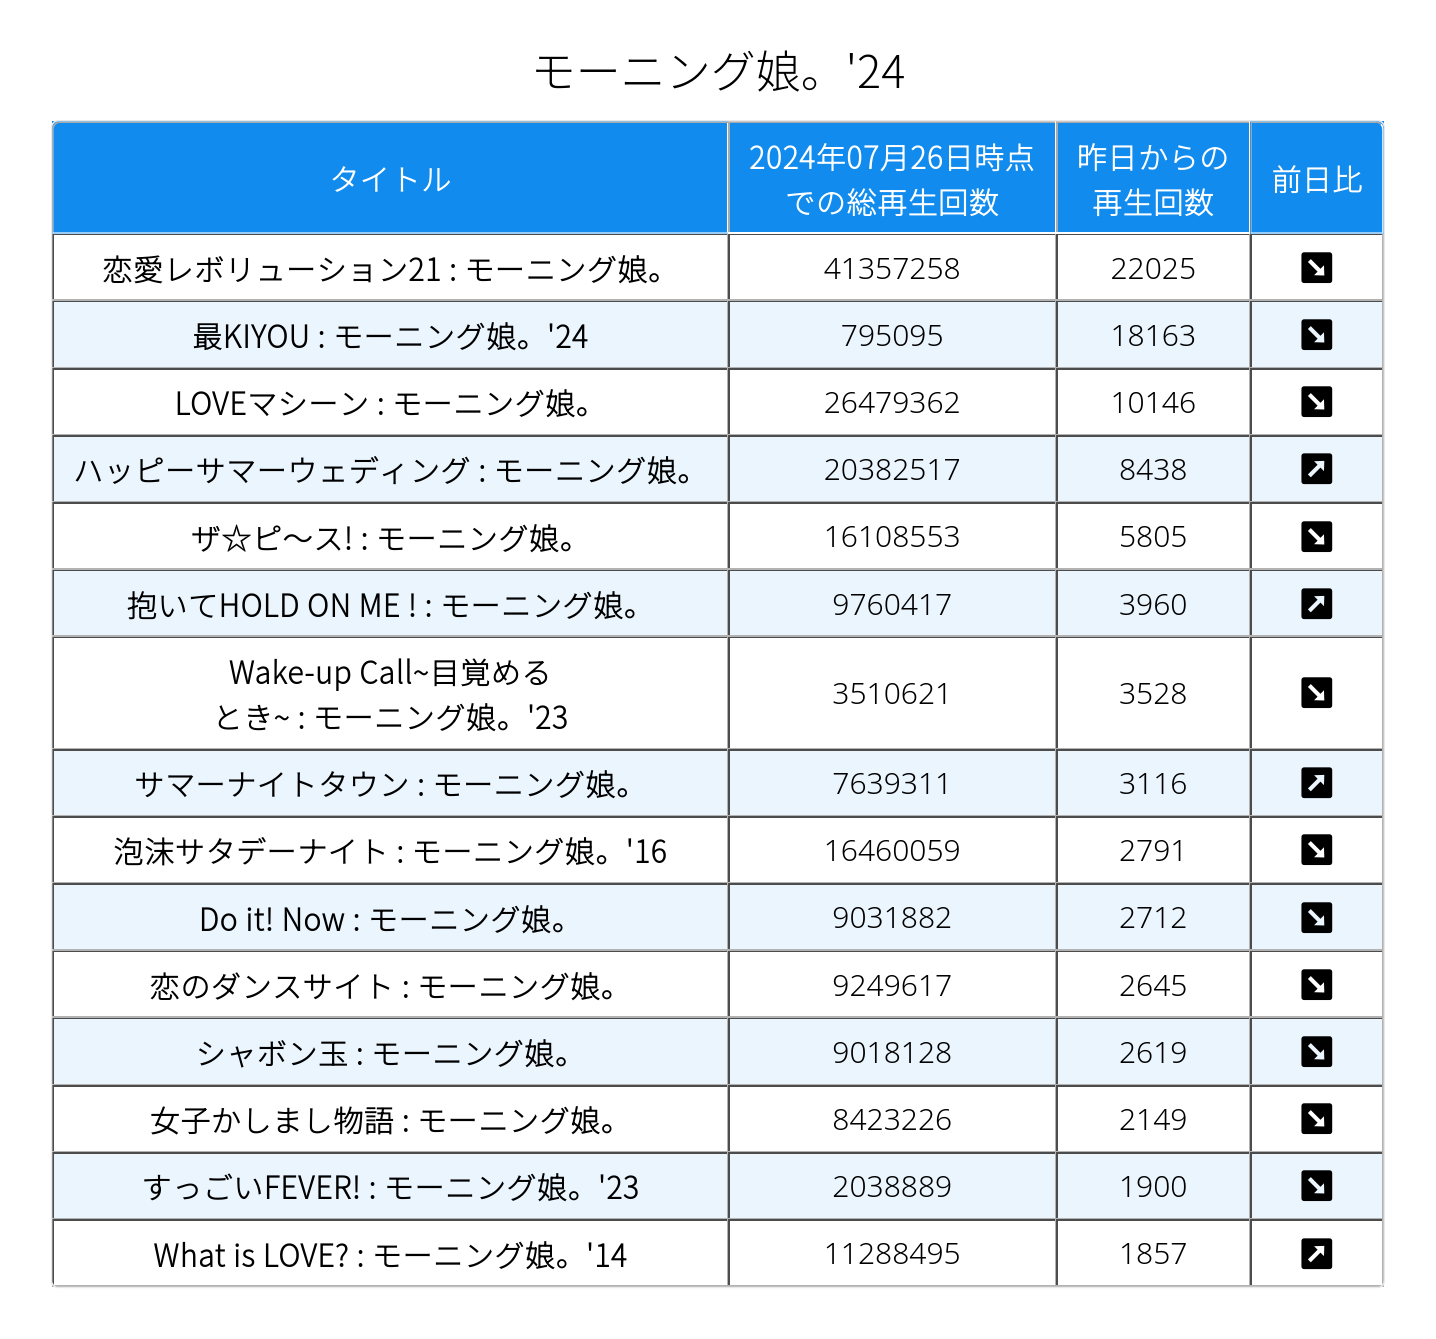 モーニング娘。'24
タイトル
2024年07月26日時点
での総再生回数
昨日からの
再生回数
前日比
恋愛レボリューション21 : モーニング娘。 41357258 22025 ↘
最KIYOU : モーニング娘。'24 795095 18163 ↘
LOVEマシーン : モーニング娘。 26479362 10146 ↘
ハッピーサマーウェディング : モーニング娘。 20382517 8438 ↗
ザ☆ピ〜ス! : モーニング娘。 16108553 5805 ↘
抱いてHOLD ON ME ! : モーニング娘。 9760417 3960 ↗
Wake-up Call~目覚める
とき~ : モーニング娘。'23 3510621 3528 ↘
サマーナイトタウン : モーニング娘。 7639311 3116 ↗
泡沫サタデーナイト : モーニング娘。'16 16460059 2791 ↘
Do it! Now : モーニング娘。 9031882 2712 ↘
恋のダンスサイト : モーニング娘。 9249617 2645 ↘
シャボン玉 : モーニング娘。 9018128 2619 ↘
女子かしまし物語 : モーニング娘。 8423226 2149 ↘
すっごいFEVER! : モーニング娘。'23 2038889 1900 ↘
What is LOVE? : モーニング娘。'14 11288495 1857 ↗